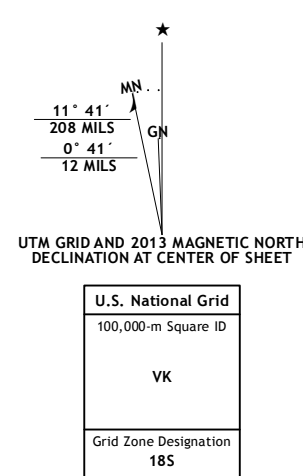 ★
MN
11° 41´
208 MILS
GN
0° 41´
12 MILS
UTM GRID AND 2013 MAGNETIC NORTH
DECLINATION AT CENTER OF SHEET
U.S. National Grid
100,000-m Square ID
VK
Grid Zone Designation
18S